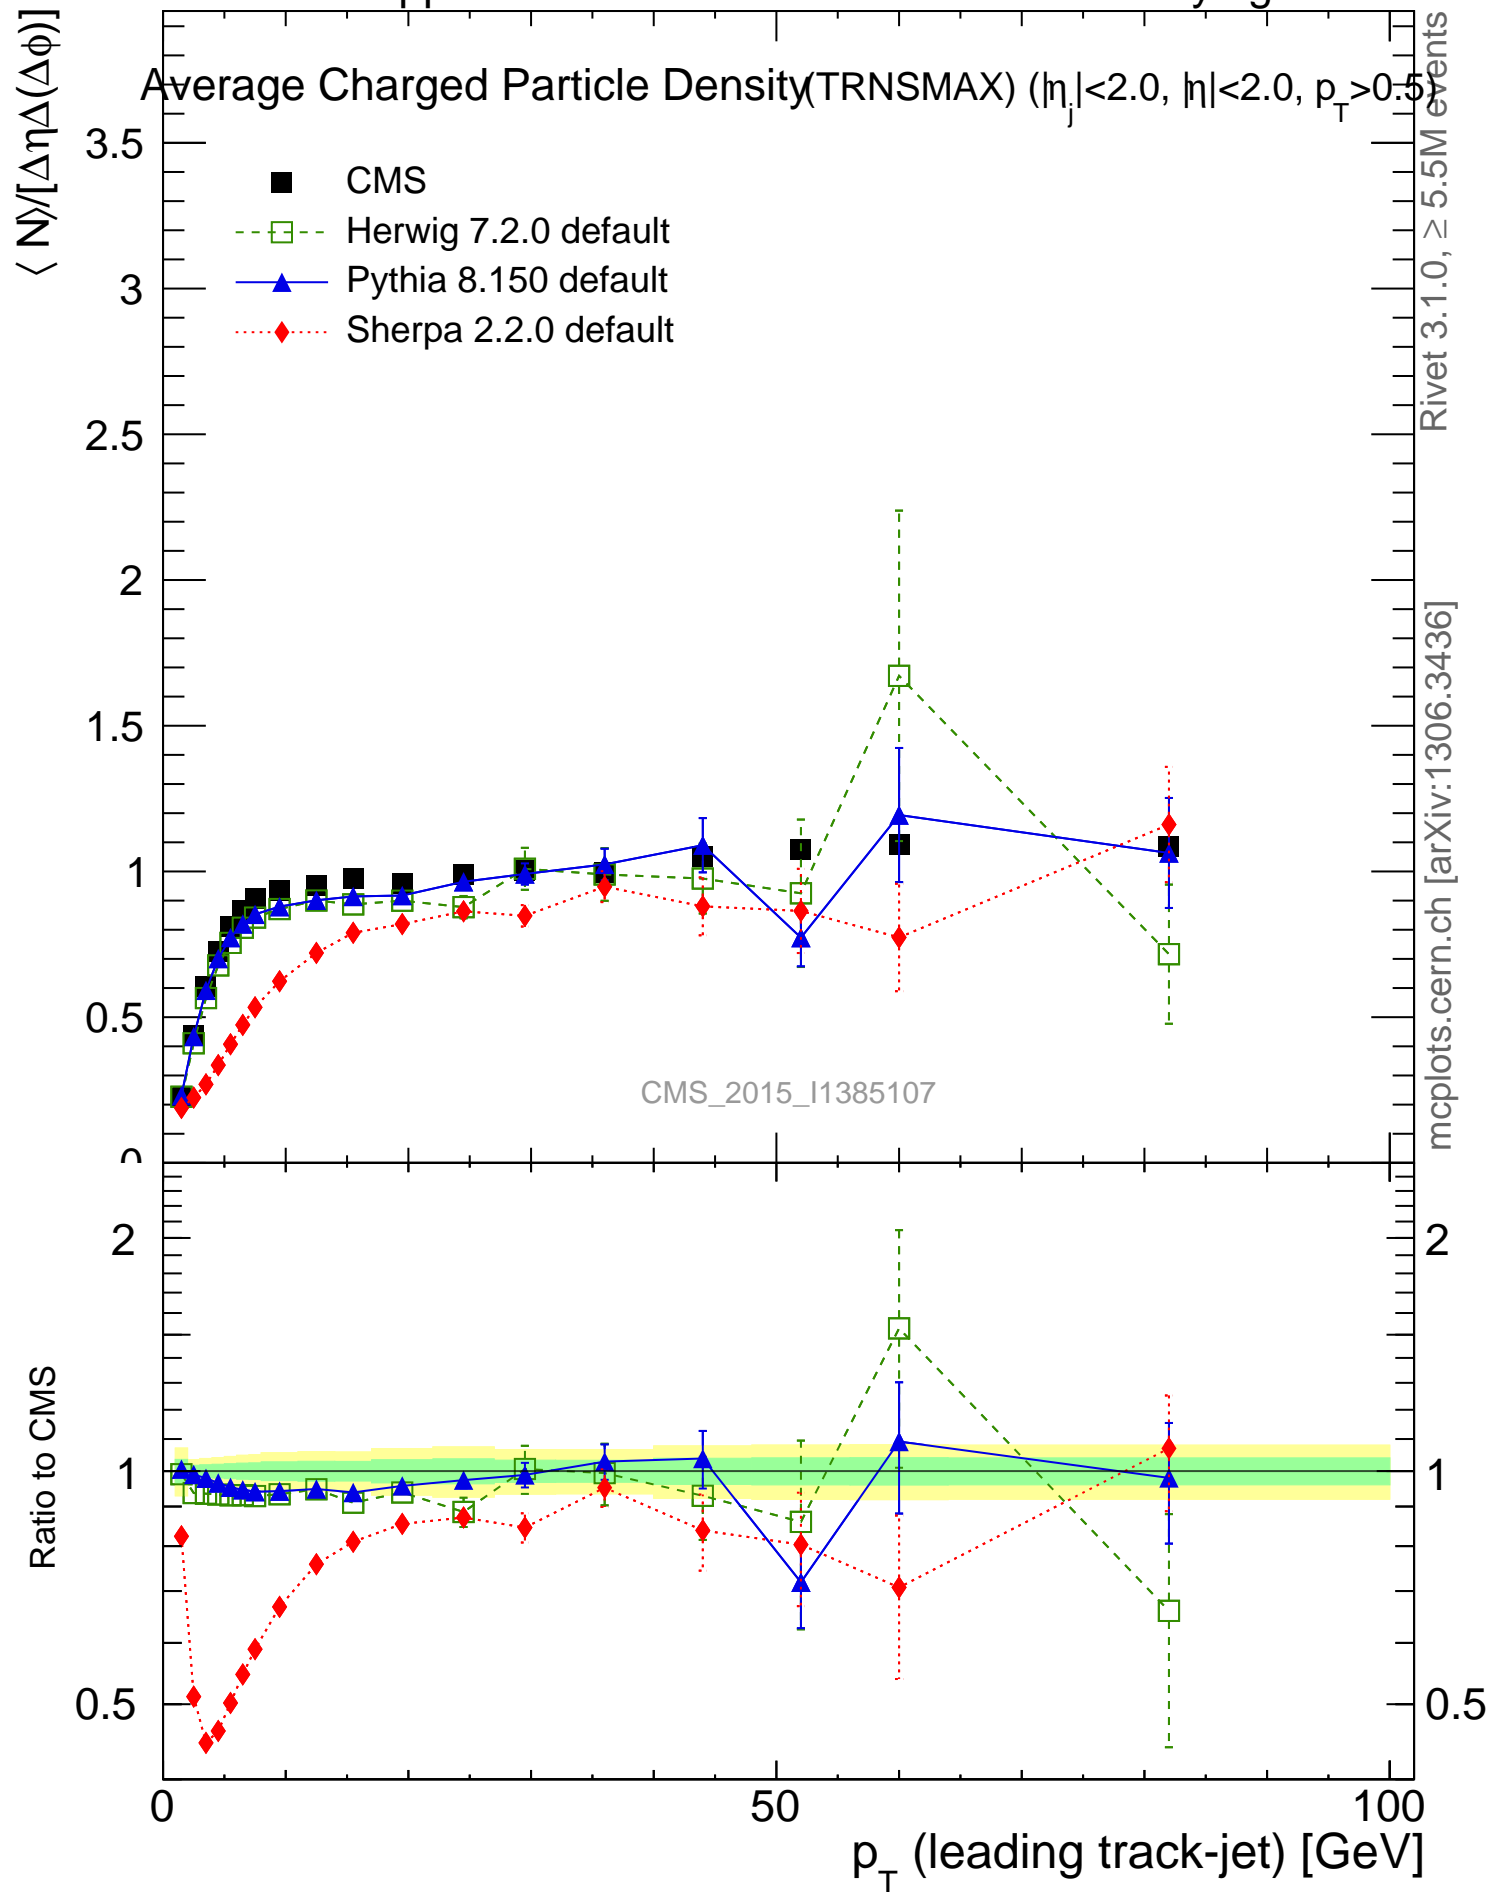 ⟨ N⟩/[ΔηΔ(Δϕ)]
Average Charged Particle Density (TRNSMAX) (|η_j|<2.0, |η|<2.0, p_T>0.5)
CMS
Herwig 7.2.0 default
Pythia 8.150 default
Sherpa 2.2.0 default
3.5
3
2.5
2
1.5
1
0.5
0
CMS_2015_I1385107
Rivet 3.1.0, ≥ 5.5M events
mcplots.cern.ch [arXiv:1306.3436]
Ratio to CMS
2
1
0.5
2
1
0.5
0
50
100
p_T (leading track-jet) [GeV]